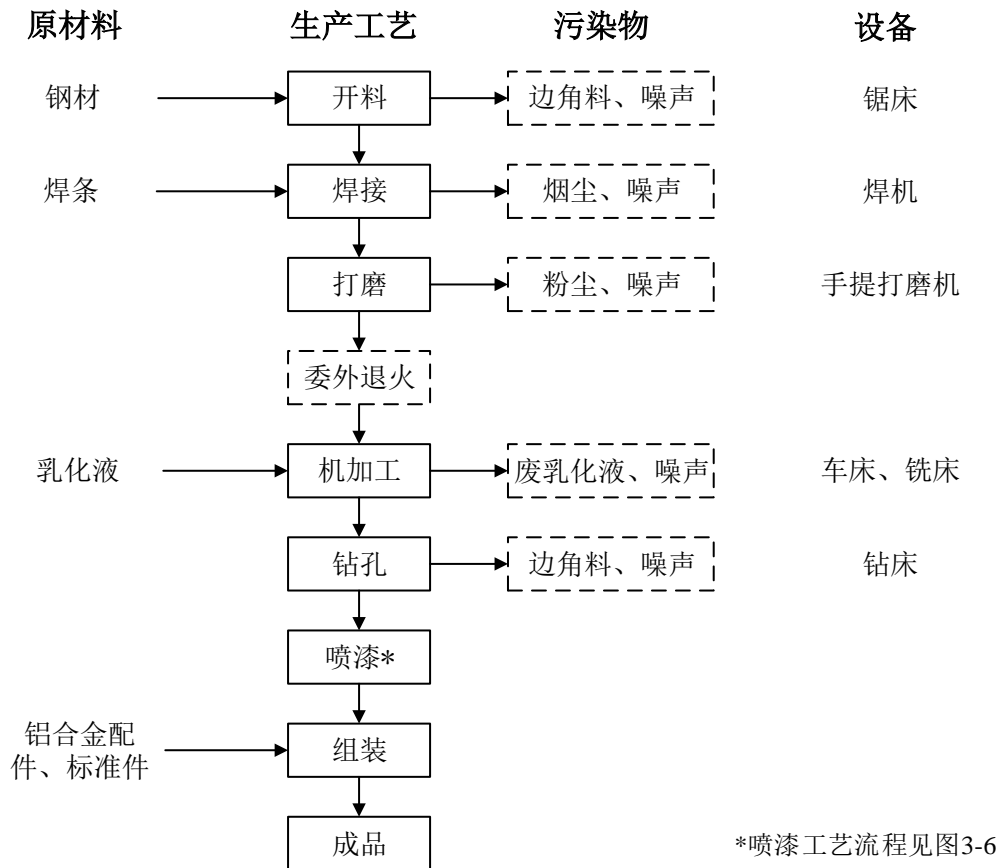 原材料 生产工艺 污染物 设备
钢材 开料 边角料、噪声 锯床
焊条 焊接 烟尘、噪声 焊机
打磨 粉尘、噪声 手提打磨机
委外退火
乳化液 机加工 废乳化液、噪声 车床、铣床
钻孔 边角料、噪声 钻床
喷漆*
铝合金配
件、标准件
组装
成品
*喷漆工艺流程见图3-6